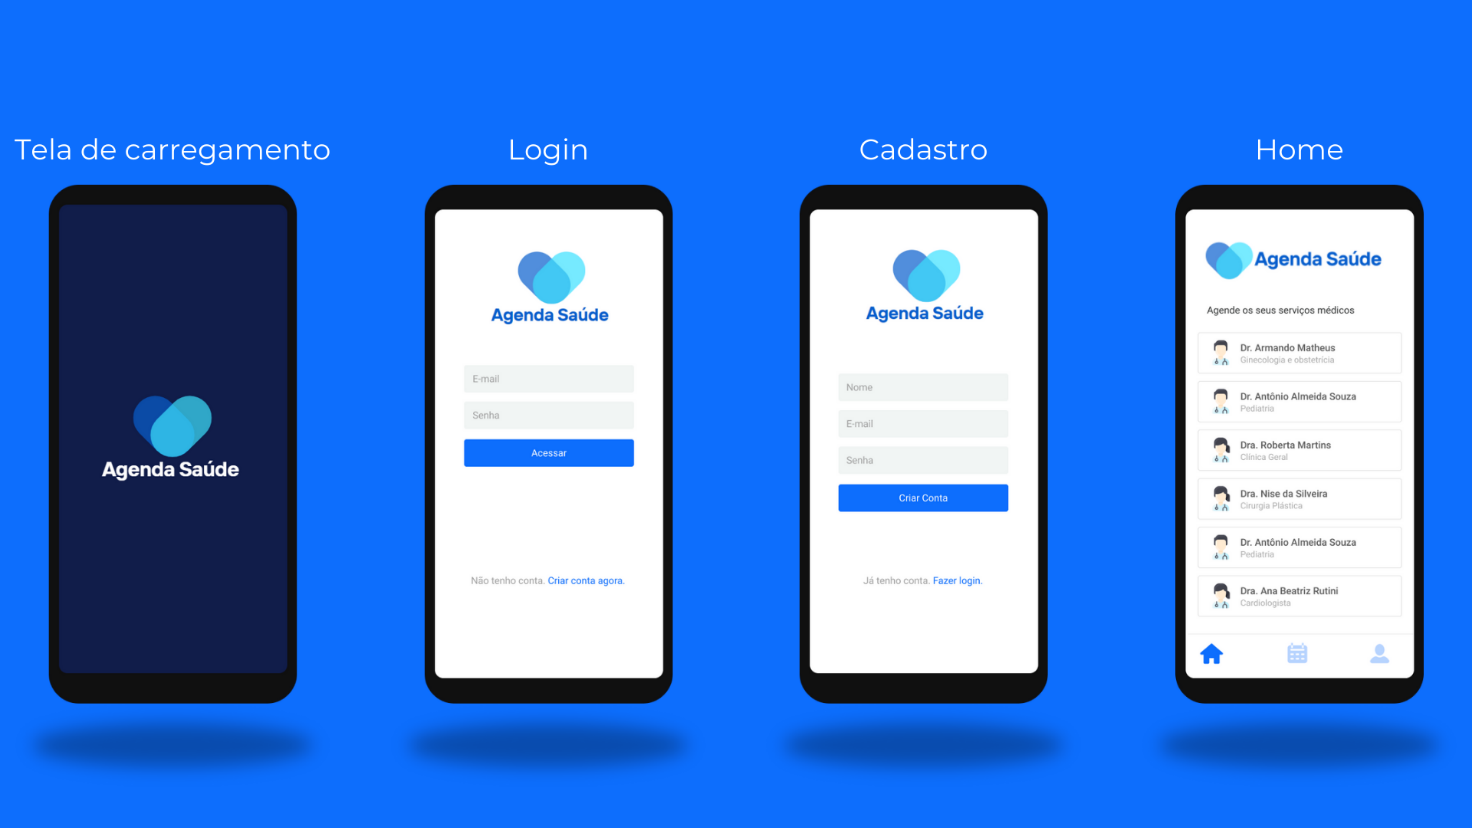 Tela de carregamento
Agenda Saúde
Login
Agenda Saúde
E-mail
Senha
Acessar
Não tenho conta. Criar conta agora.
Cadastro
Agenda Saúde
Nome
E-mail
Senha
Criar Conta
Já tenho conta. Fazer login.
Home
Agenda Saúde
Agende os seus serviços médicos
Dr. Armando Matheus
Ginecologia e obstetrícia
Dr. Antônio Almeida Souza
Pediatria
Dra. Roberta Martins
Clínica Geral
Dra. Nise da Silveira
Cirurgia Plástica
Dr. Antônio Almeida Souza
Pediatria
Dra. Ana Beatriz Rutini
Cardiologista